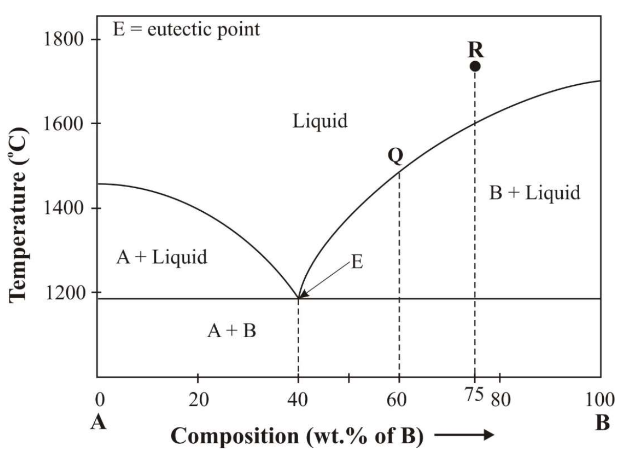 E = eutectic point
1800
R
1600
Liquid
Q
B + Liquid
1400
A + Liquid
E
1200
A + B
Temperature (°C)
0 20 40 60 75 80 100
A B
Composition (wt.% of B)